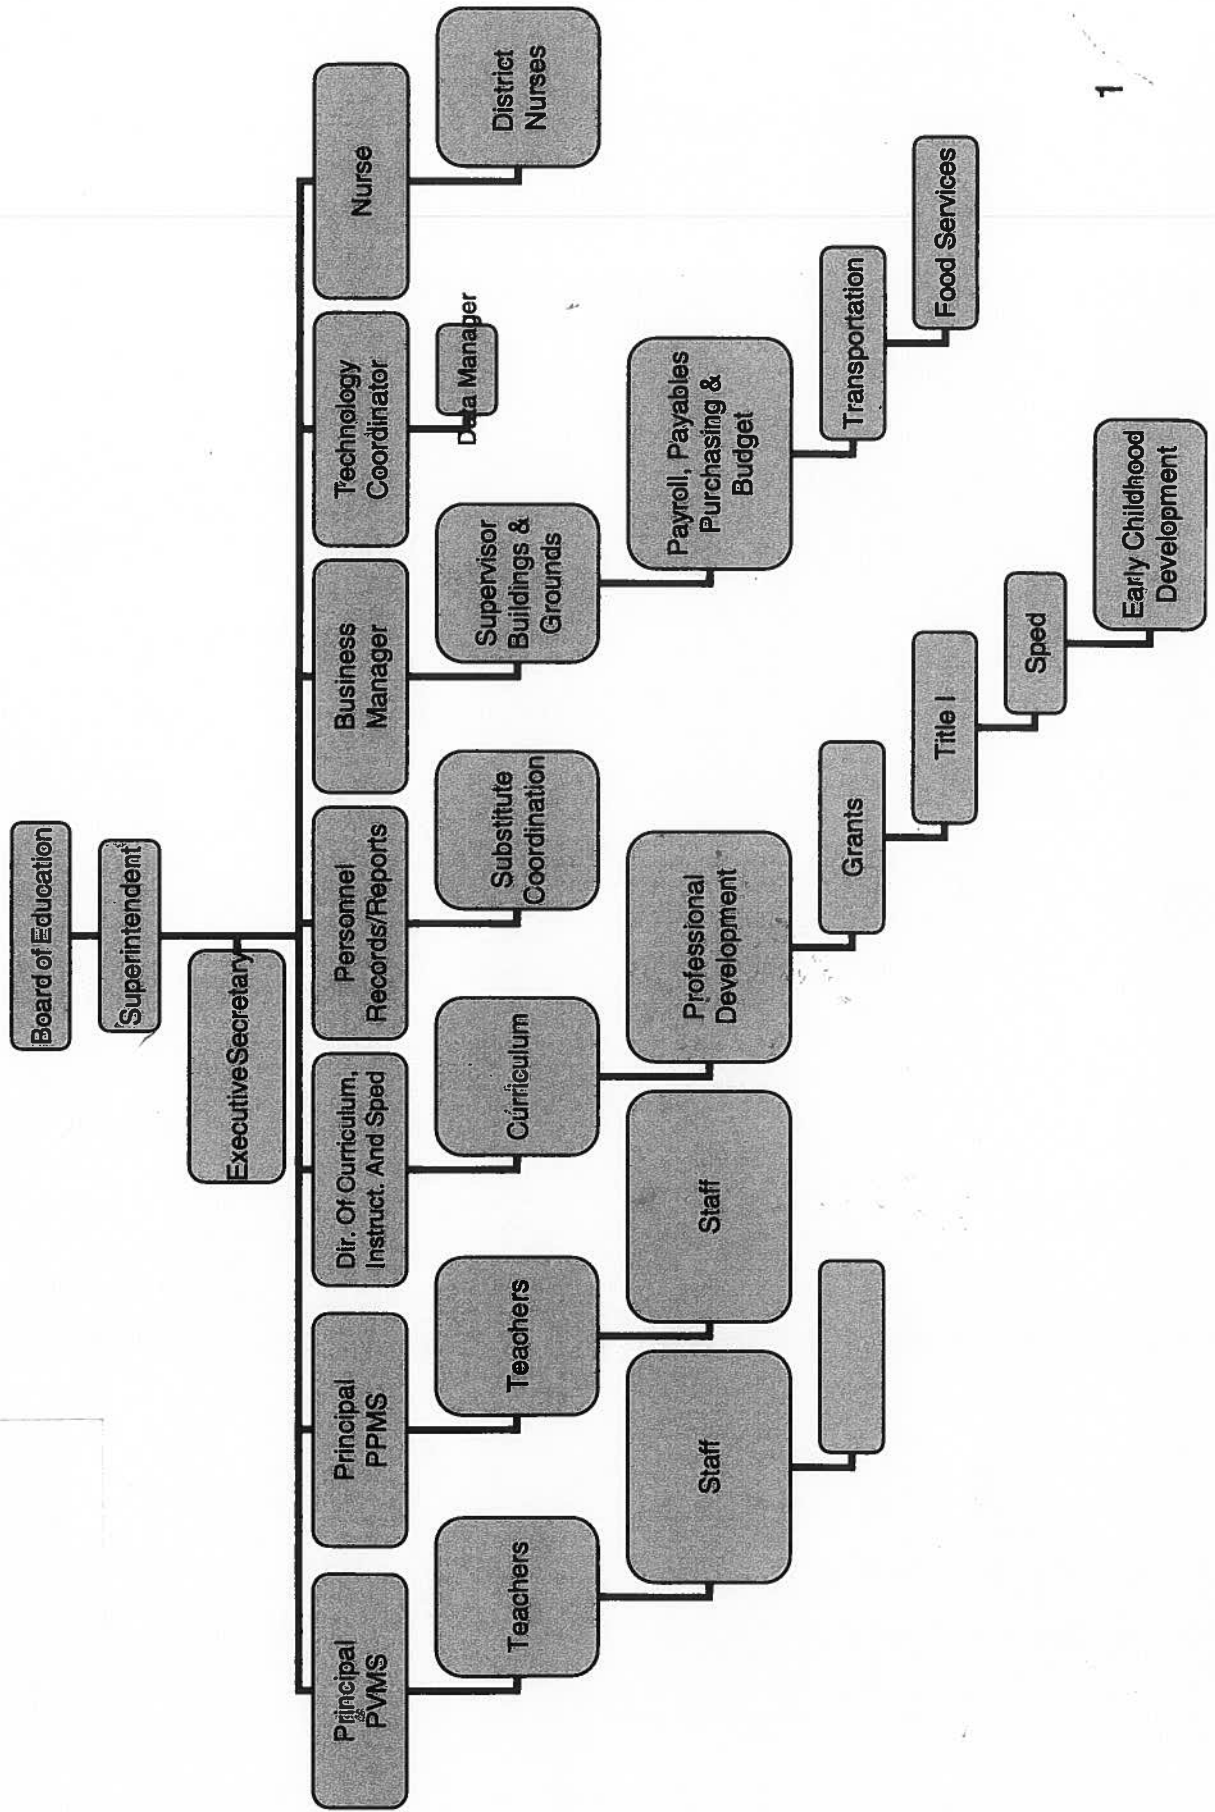 Board of Education
Superintendent
ExecutiveSecretary
Principal
PVMS
Principal
PPMS
Dir. Of Curriculum,
Instruct. And Sped
Personnel
Records/Reports
Business
Manager
Technology
Coordinator
Nurse
Teachers
Teachers
Curriculum
Substitute
Coordination
Supervisor
Buildings &
Grounds
Data Manager
District
Nurses
Staff
Staff
Professional
Development
Payroll, Payables
Purchasing &
Budget
Grants
Transportation
Title I
Food Services
Sped
Early Childhood
Development
1